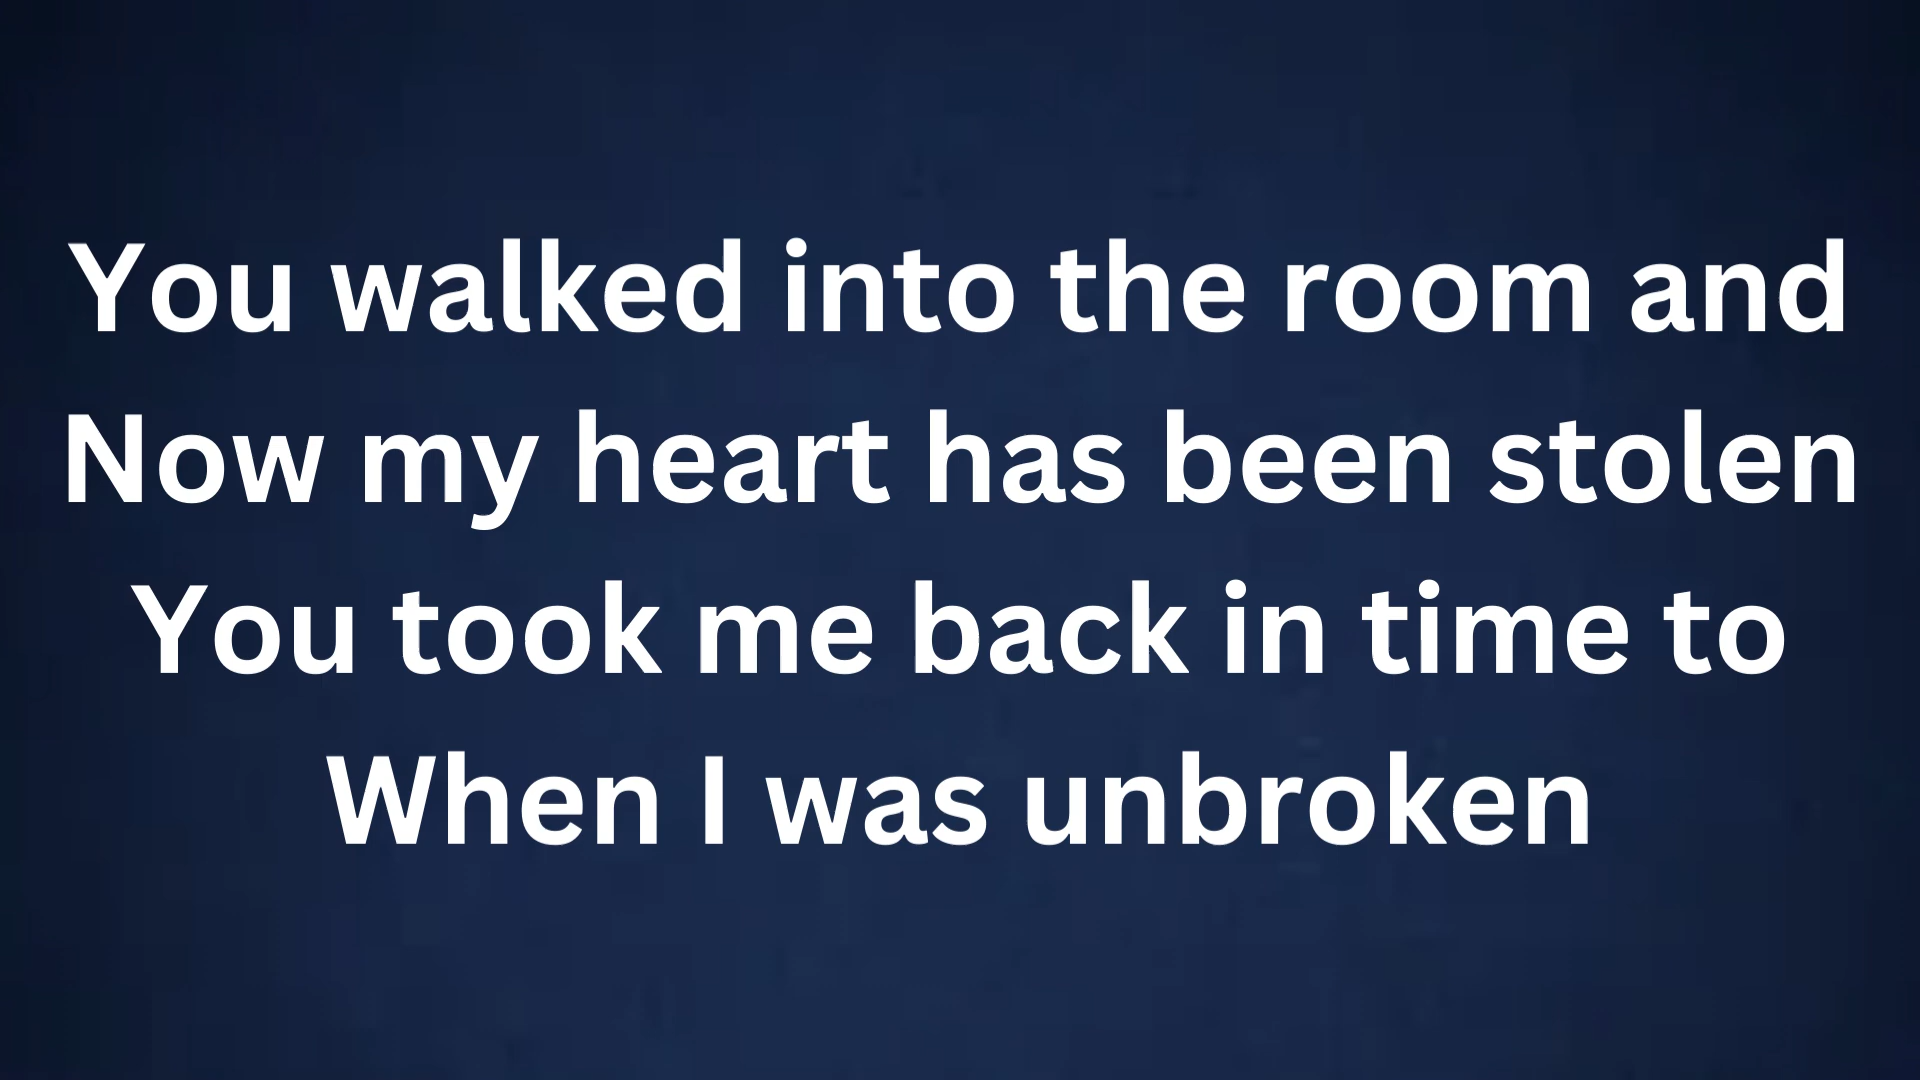 You walked into the room and
Now my heart has been stolen
You took me back in time to
When I was unbroken